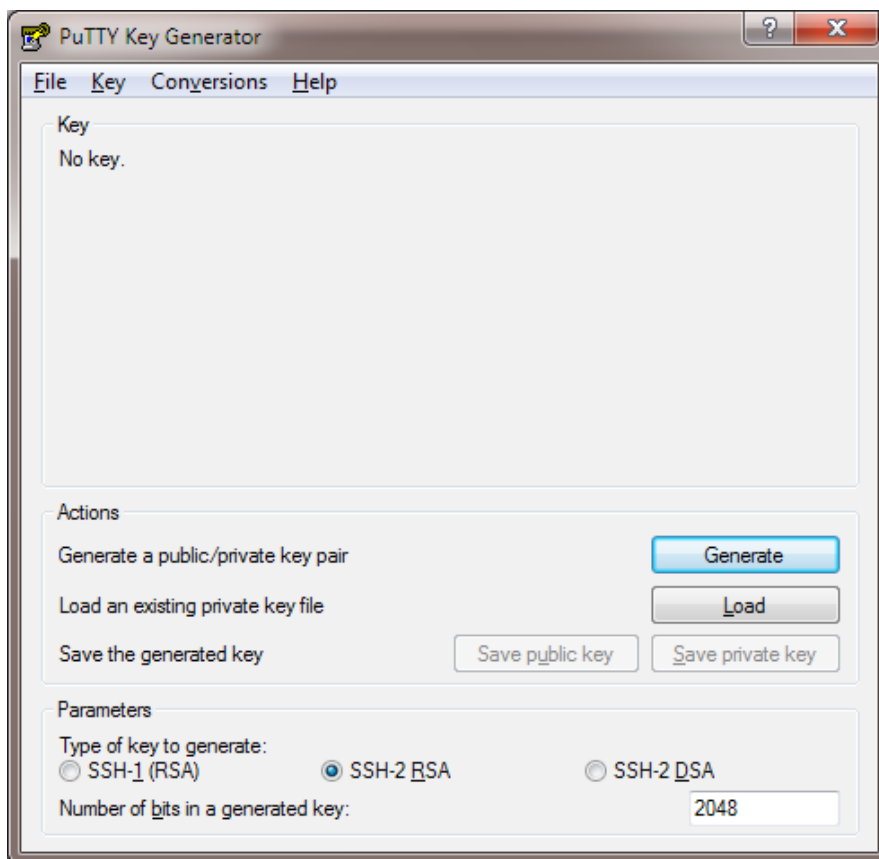 PuTTY Key Generator
? X
File Key Conversions Help
Key
No key.
Actions
Generate a public/private key pair Generate
Load an existing private key file Load
Save the generated key Save public key Save private key
Parameters
Type of key to generate:
SSH-1 (RSA) SSH-2 RSA SSH-2 DSA
Number of bits in a generated key: 2048